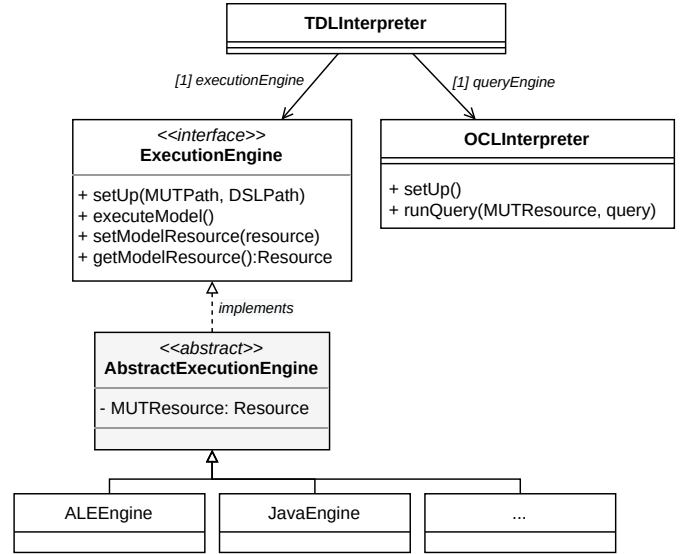 TDLInterpreter
[1] executionEngine
[1] queryEngine
<<interface>>
ExecutionEngine
+ setUp(MUTPath, DSLPath)
+ executeModel()
+ setModelResource(resource)
+ getModelResource():Resource
OCLInterpreter
+ setUp()
+ runQuery(MUTResource, query)
implements
<<abstract>>
AbstractExecutionEngine
- MUTResource: Resource
ALEEngine
JavaEngine
...